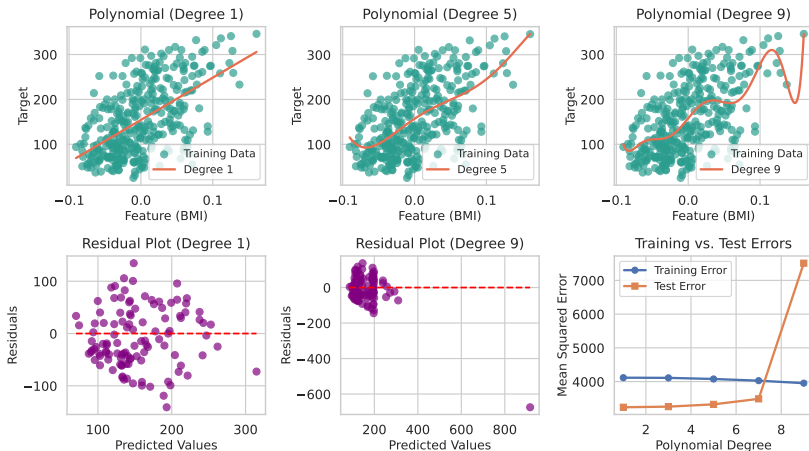 Polynomial (Degree 1)
Target
300
200
100
−0.1
0.0
0.1
Feature (BMI)
Training Data
Degree 1
Polynomial (Degree 5)
Target
300
200
100
−0.1
0.0
0.1
Feature (BMI)
Training Data
Degree 5
Polynomial (Degree 9)
Target
300
200
100
−0.1
0.0
0.1
Feature (BMI)
Training Data
Degree 9
Residual Plot (Degree 1)
Residuals
100
0
−100
100
200
300
Predicted Values
Residual Plot (Degree 9)
Residuals
0
−200
−400
−600
200
400
600
800
Predicted Values
Training vs. Test Errors
Mean Squared Error
7000
6000
5000
4000
2
4
6
8
Polynomial Degree
Training Error
Test Error